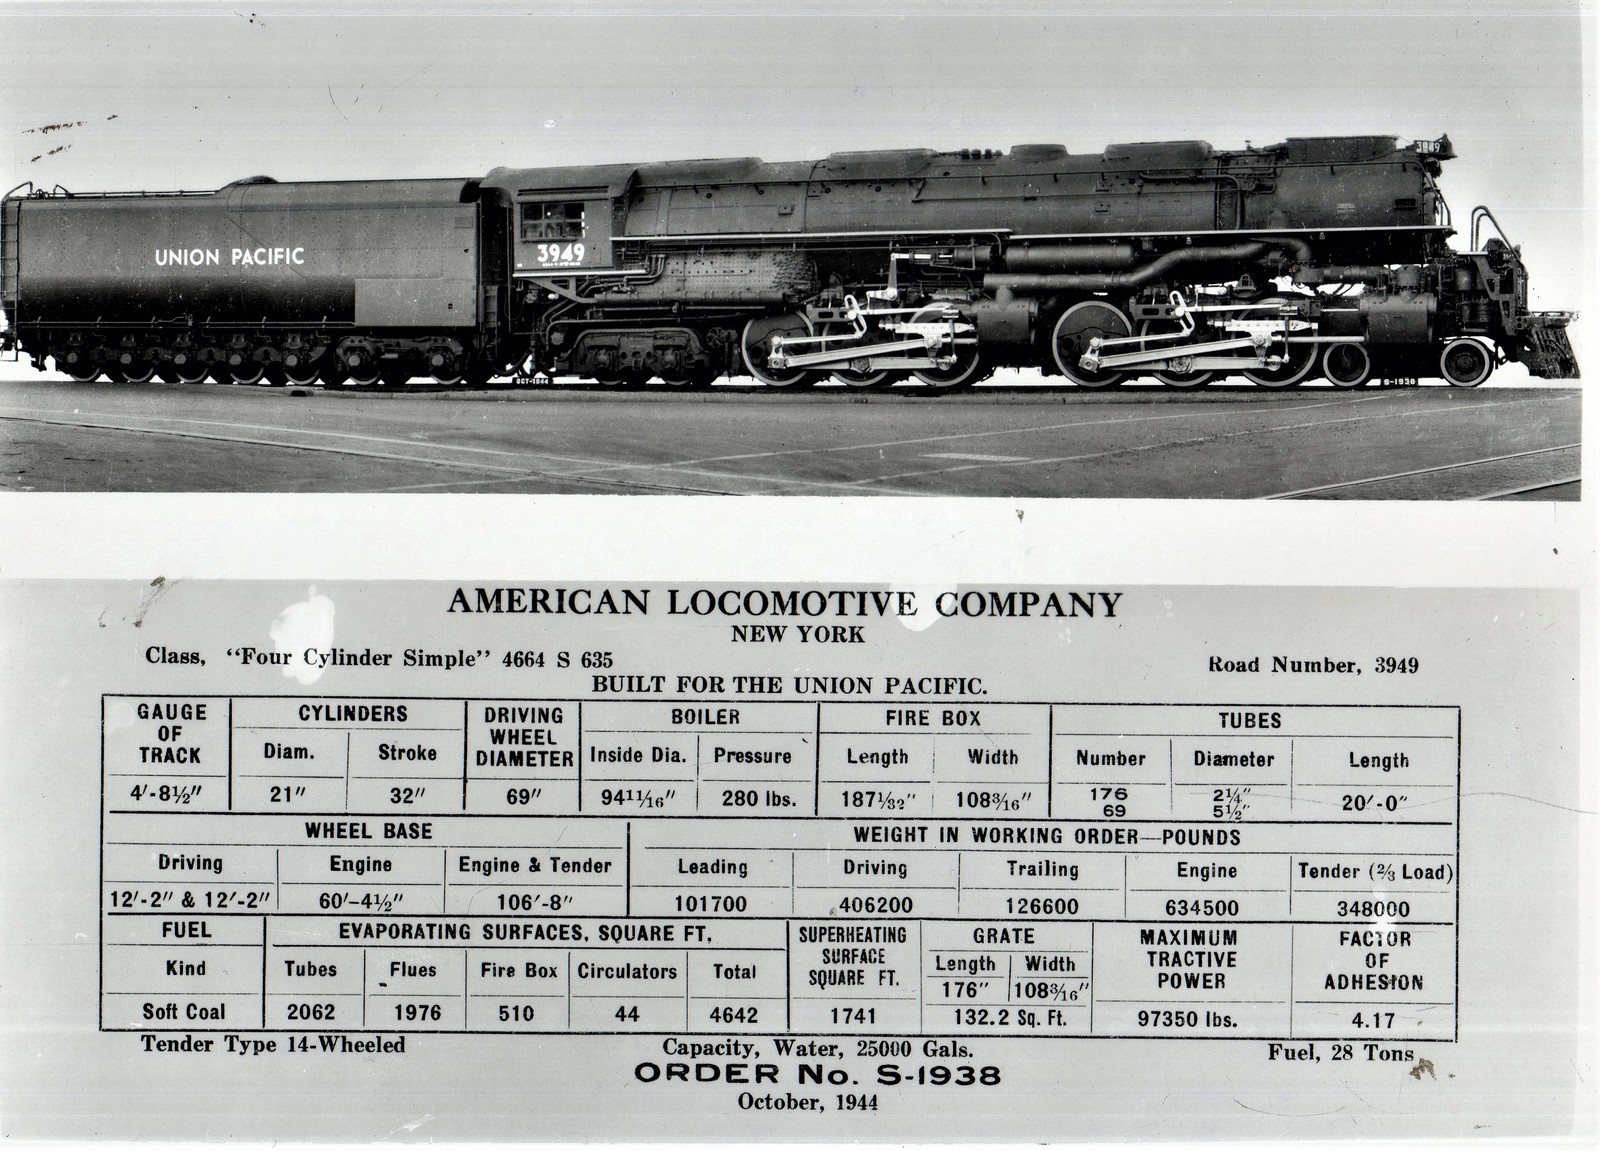 3949
UNION PACIFIC
3949
OCT-1944
S-1938
AMERICAN LOCOMOTIVE COMPANY
NEW YORK
Class, “Four Cylinder Simple” 4664 S 635
Road Number, 3949
BUILT FOR THE UNION PACIFIC.
GAUGE OF TRACK CYLINDERS DRIVING WHEEL DIAMETER BOILER FIRE BOX TUBES
Diam. Stroke Inside Dia. Pressure Length Width Number Diameter Length
4′-8½″ 21″ 32″ 69″ 94 11/16″ 280 lbs. 187 1/32″ 108 3/16″ 176 2¼″ 20′-0″
69 5½″
WHEEL BASE WEIGHT IN WORKING ORDER—POUNDS
Driving Engine Engine & Tender Leading Driving Trailing Engine Tender (⅔ Load)
12′-2″ & 12′-2″ 60′-4½″ 106′-8″ 101700 406200 126600 634500 348000
FUEL EVAPORATING SURFACES, SQUARE FT. SUPERHEATING SURFACE SQUARE FT. GRATE MAXIMUM TRACTIVE POWER FACTOR OF ADHESION
Kind Tubes Flues Fire Box Circulators Total Length Width
176″ 108 3/16″
Soft Coal 2062 1976 510 44 4642 1741 132.2 Sq. Ft. 97350 lbs. 4.17
Tender Type 14-Wheeled Capacity, Water, 25000 Gals. Fuel, 28 Tons
ORDER No. S-1938
October, 1944